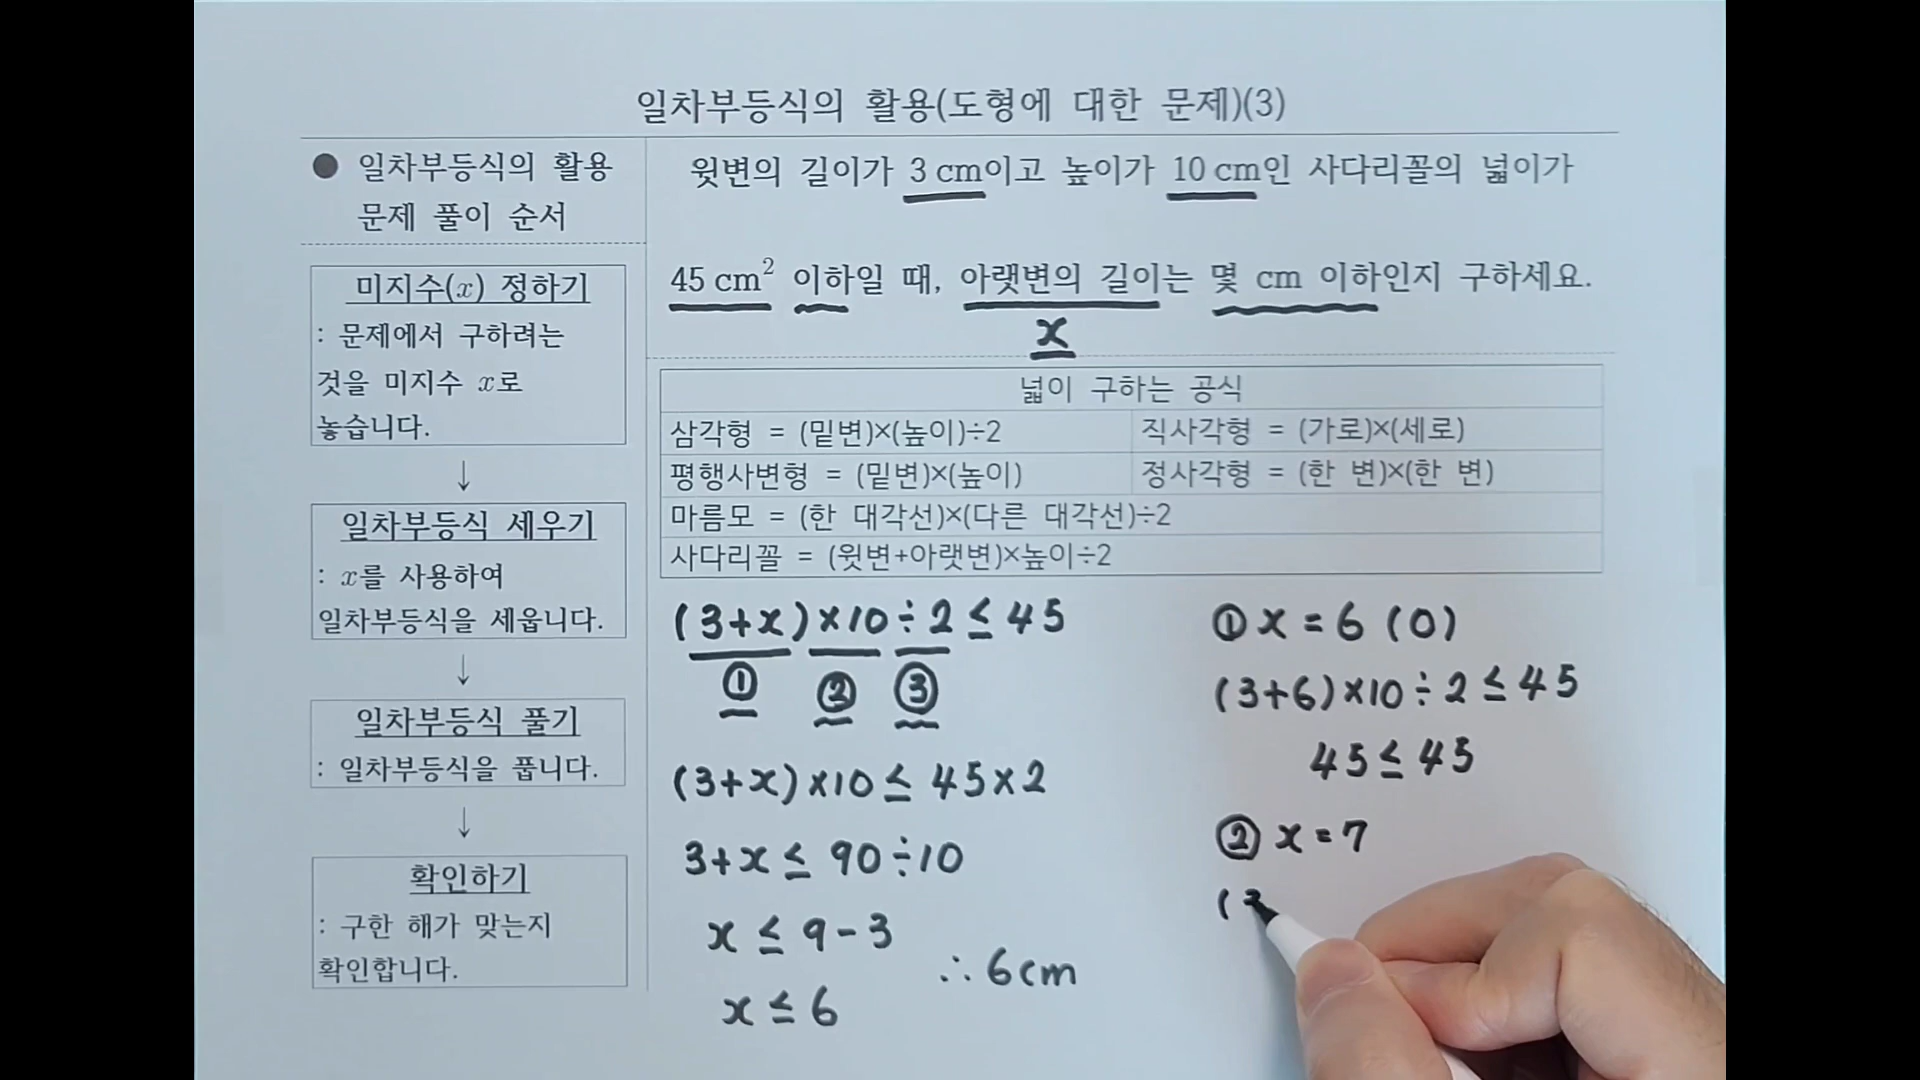 일차부등식의 활용(도형에 대한 문제)(3)
● 일차부등식의 활용
문제 풀이 순서
미지수(x) 정하기
: 문제에서 구하려는
것을 미지수 x로
놓습니다.
↓
일차부등식 세우기
: x를 사용하여
일차부등식을 세웁니다.
↓
일차부등식 풀기
: 일차부등식을 풉니다.
↓
확인하기
: 구한 해가 맞는지
확인합니다.
윗변의 길이가 3 cm이고 높이가 10 cm인 사다리꼴의 넓이가
45 cm² 이하일 때, 아랫변의 길이는 몇 cm 이하인지 구하세요.
x
넓이 구하는 공식
삼각형 = (밑변)×(높이)÷2
직사각형 = (가로)×(세로)
평행사변형 = (밑변)×(높이)
정사각형 = (한 변)×(한 변)
마름모 = (한 대각선)×(다른 대각선)÷2
사다리꼴 = (윗변+아랫변)×높이÷2
(3+x)×10÷2≤45
① ② ③
(3+x)×10≤45×2
3+x≤90÷10
x≤9-3
x≤6
∴6cm
①x=6(0)
(3+6)×10÷2≤45
45≤45
②x=7
(3